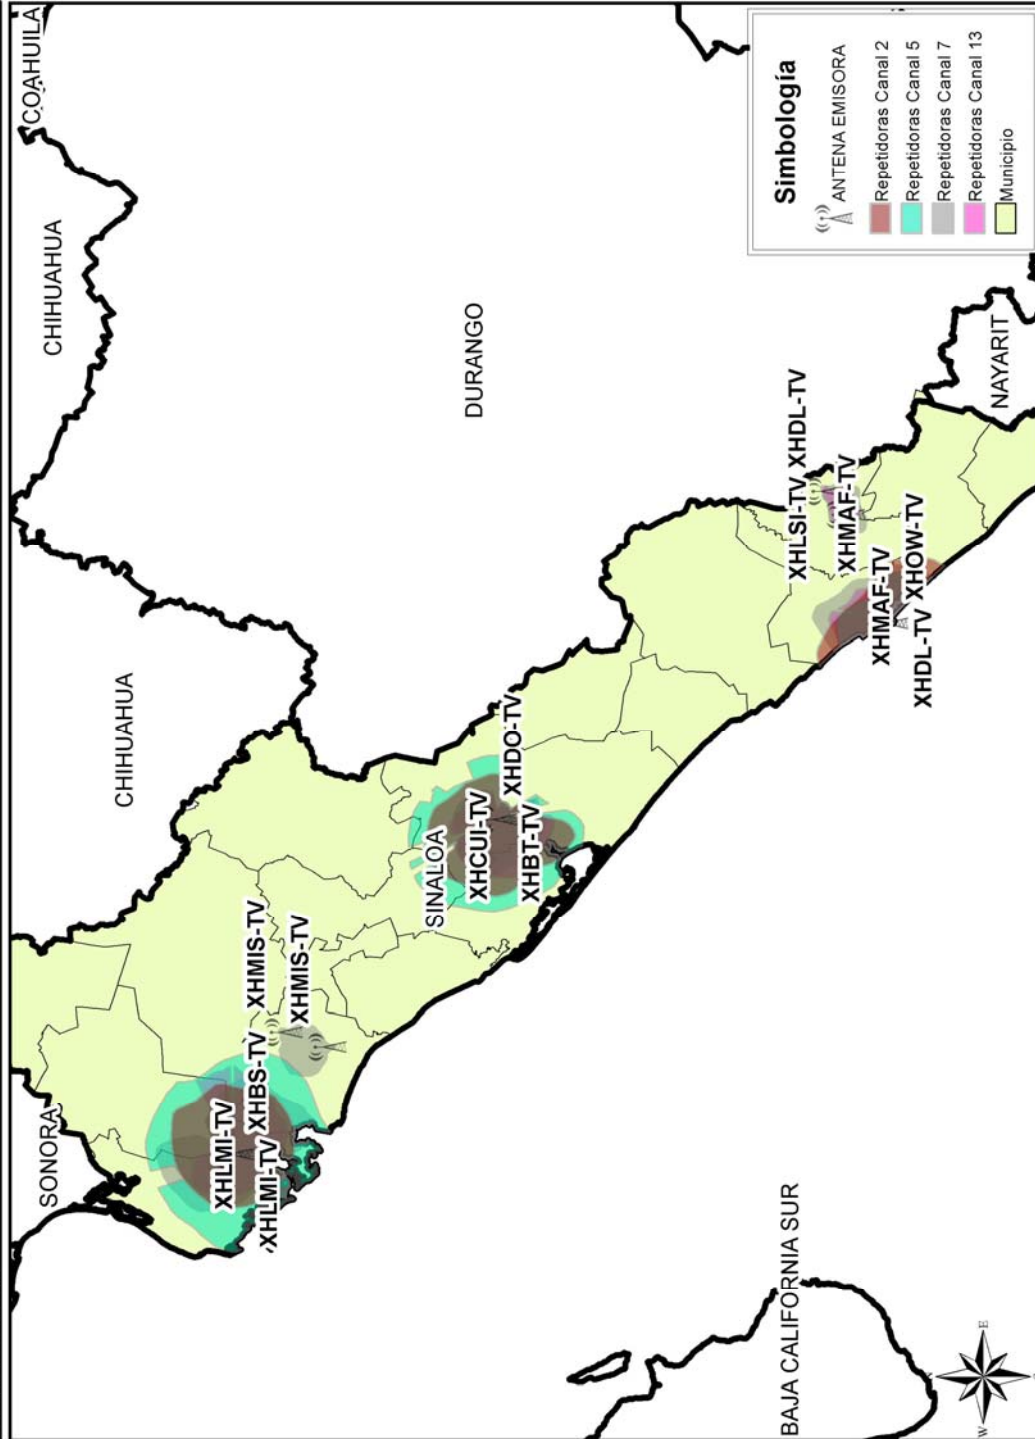 COAHUILA
CHIHUAHUA
CHIHUAHUA
SONORA
DURANGO
SINALOA
NAYARIT
BAJA CALIFORNIA SUR
XHLMI-TV
XHBS-TV
XHLMI-TV
XHMIS-TV
XHMIS-TV
XHCUI-TV
XHDO-TV
XHBT-TV
XHLSI-TV
XHDL-TV
XHMAF-TV
XHMAF-TV
XHOW-TV
XHDL-TV
Simbología
ANTENA EMISORA
Repetidoras Canal 2
Repetidoras Canal 5
Repetidoras Canal 7
Repetidoras Canal 13
Municipio
W
E